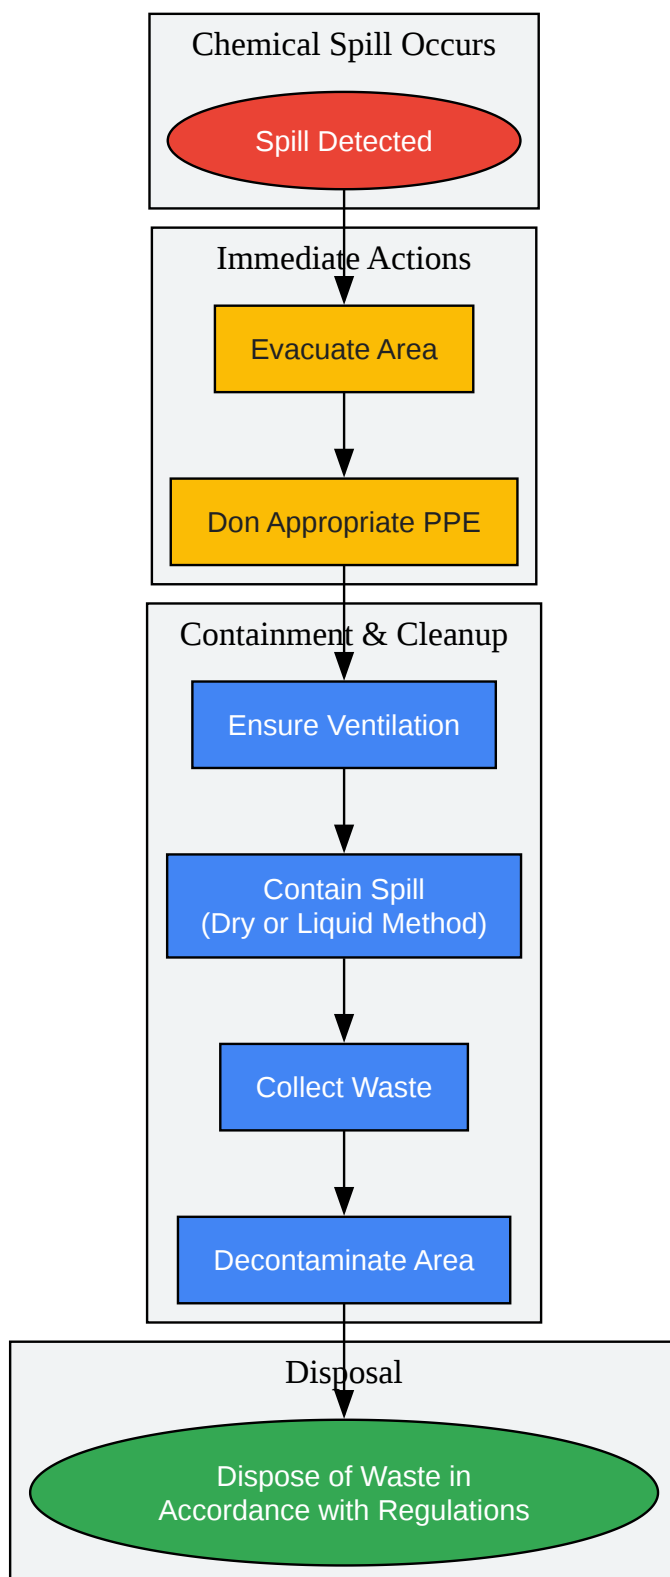 Chemical Spill Occurs
Spill Detected
Immediate Actions
Evacuate Area
Don Appropriate PPE
Containment & Cleanup
Ensure Ventilation
Contain Spill
(Dry or Liquid Method)
Collect Waste
Decontaminate Area
Disposal
Dispose of Waste in
Accordance with Regulations